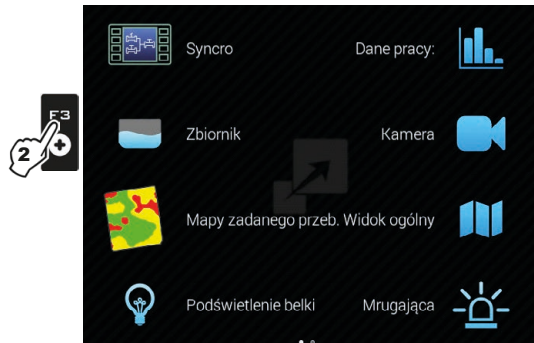 Syncro Dane pracy:
F3
2
Zbiornik Kamera
Mapy zadanego przeb. Widok ogólny
Podświetlenie belki Mrugająca